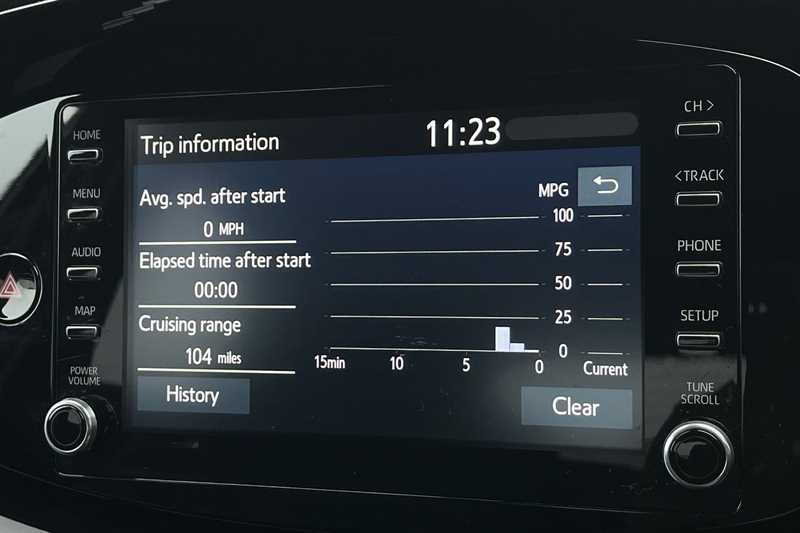 HOME
MENU
AUDIO
MAP
POWER
VOLUME
Trip information
11:23
Avg. spd. after start
0 MPH
Elapsed time after start
00:00
Cruising range
104 miles
History
MPG
100
75
50
25
0
15min 10 5 0 Current
Clear
CH >
< TRACK
PHONE
SETUP
TUNE
SCROLL